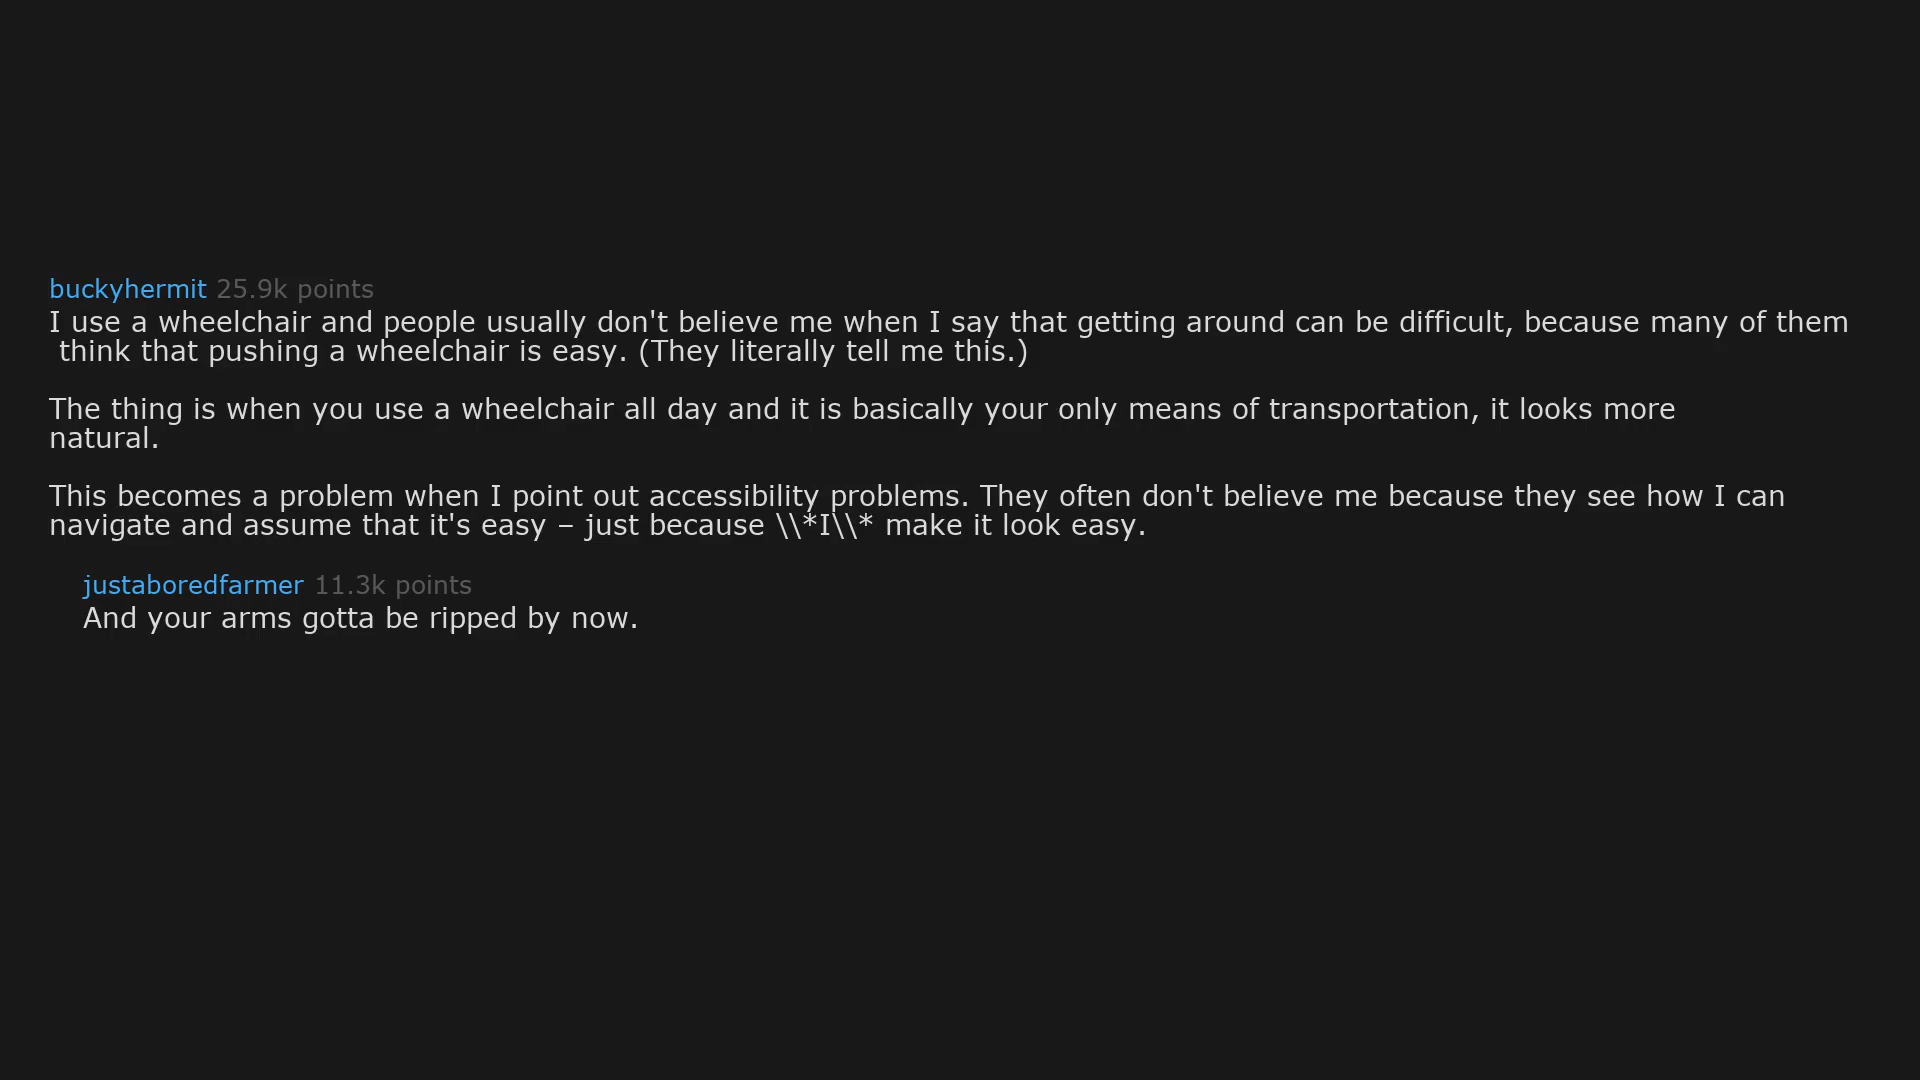 buckyhermit 25.9k points
I use a wheelchair and people usually don't believe me when I say that getting around can be difficult, because many of them
think that pushing a wheelchair is easy. (They literally tell me this.)
The thing is when you use a wheelchair all day and it is basically your only means of transportation, it looks more
natural.
This becomes a problem when I point out accessibility problems. They often don't believe me because they see how I can
navigate and assume that it's easy – just because \\*I\\* make it look easy.
justaboredfarmer 11.3k points
And your arms gotta be ripped by now.